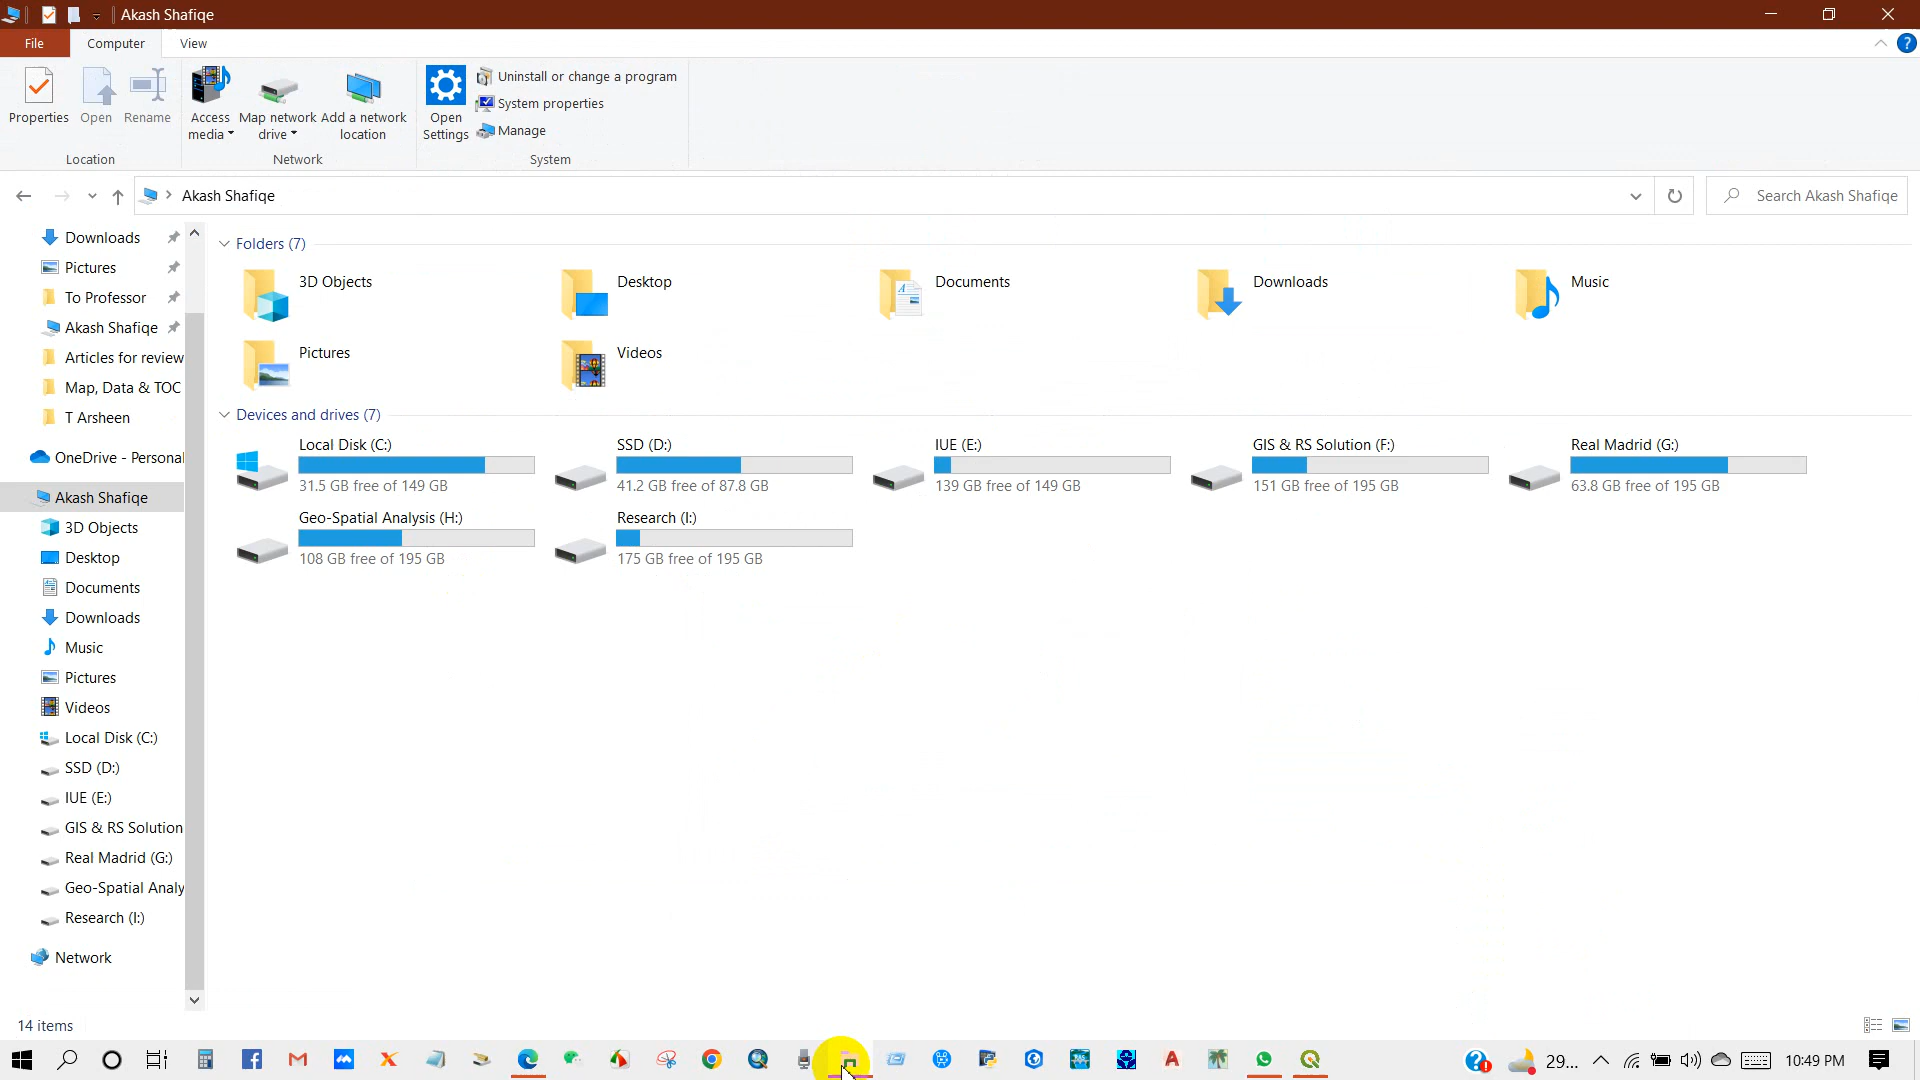 Akash Shafiqe
File
Computer
View
Properties
Open
Rename
Access media
Map network drive
Add a network location
Open Settings
Uninstall or change a program
System properties
Manage
Location
Network
System
Akash Shafiqe
Search Akash Shafiqe
Downloads
Pictures
To Professor
Akash Shafiqe
Articles for review
Map, Data & TOC
T Arsheen
OneDrive - Personal
Akash Shafiqe
3D Objects
Desktop
Documents
Downloads
Music
Pictures
Videos
Local Disk (C:)
SSD (D:)
IUE (E:)
GIS & RS Solution
Real Madrid (G:)
Geo-Spatial Analy
Research (I:)
Network
Folders (7)
3D Objects
Desktop
Documents
Downloads
Music
Pictures
Videos
Devices and drives (7)
Local Disk (C:)
31.5 GB free of 149 GB
SSD (D:)
41.2 GB free of 87.8 GB
IUE (E:)
139 GB free of 149 GB
GIS & RS Solution (F:)
151 GB free of 195 GB
Real Madrid (G:)
63.8 GB free of 195 GB
Geo-Spatial Analysis (H:)
108 GB free of 195 GB
Research (I:)
175 GB free of 195 GB
14 items
29...
10:49 PM